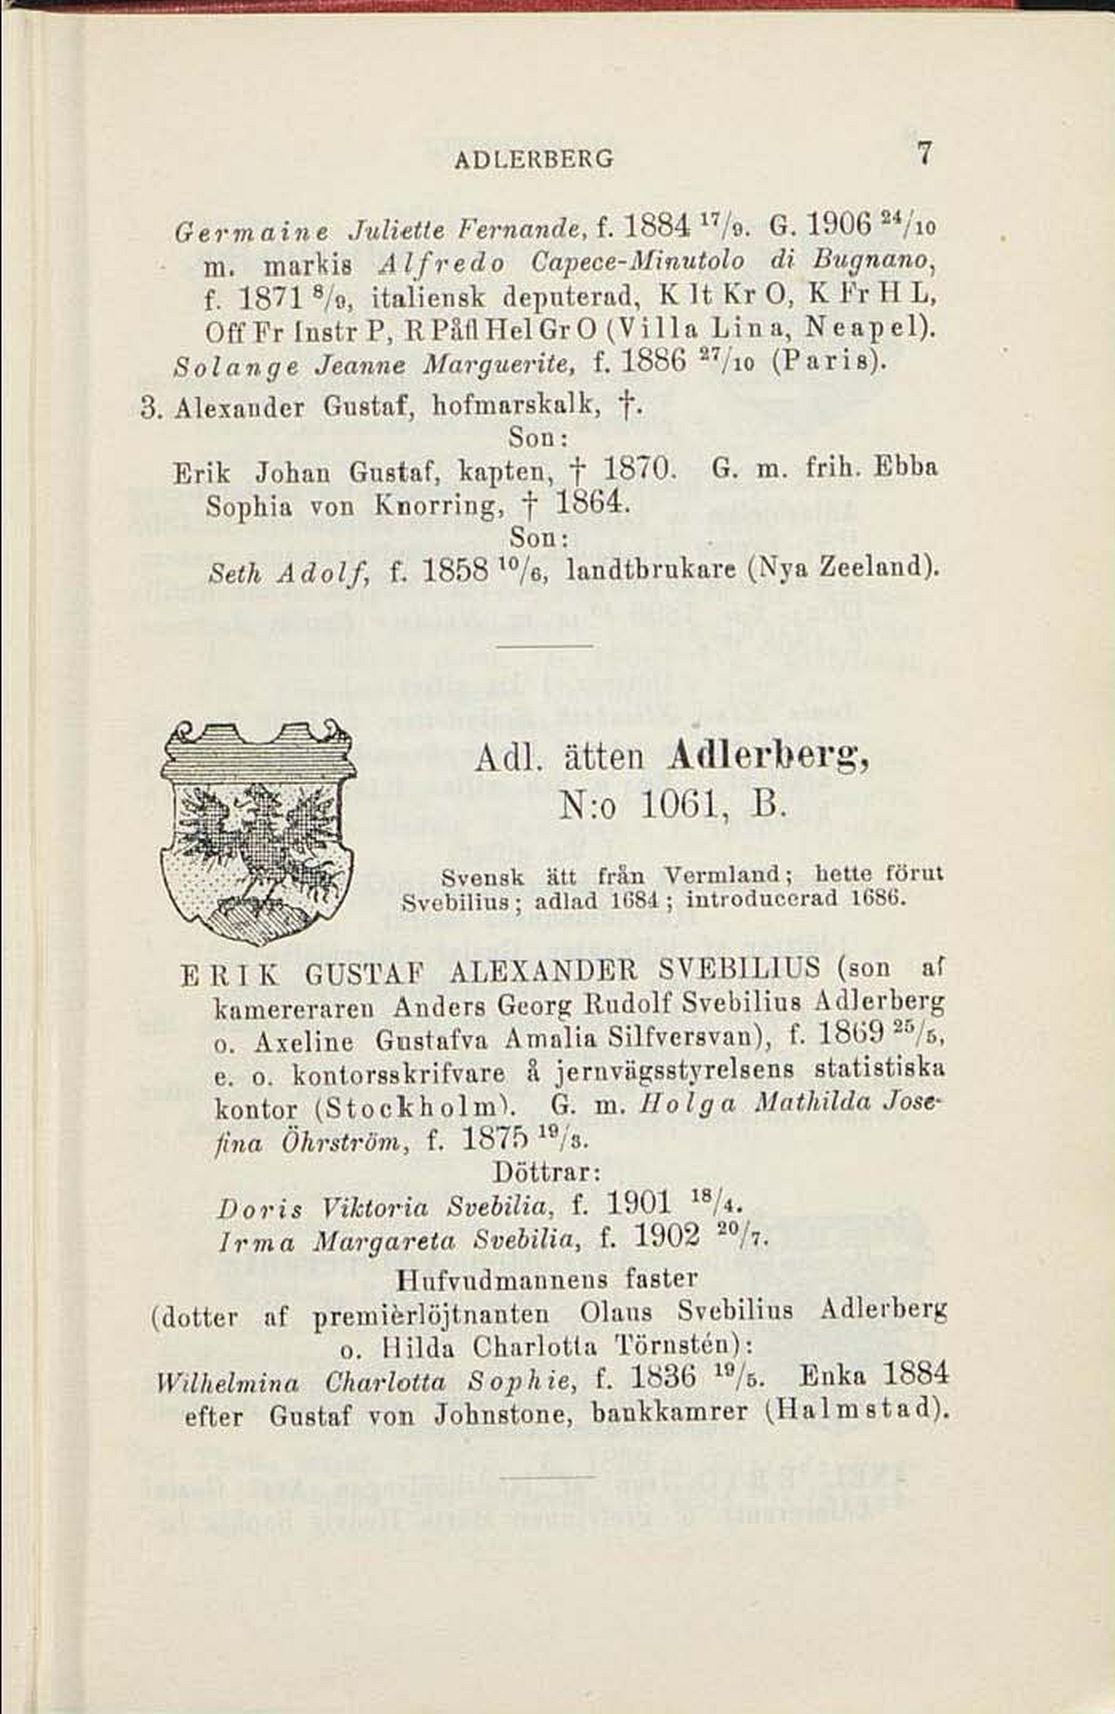 ADLERBERG 7
Germaine Juliette Fernande, f. 1884 17/9. G. 1906 24/10
m. markis Alfredo Capece-Minutolo di Bugnano,
f. 1871 8/9, italiensk deputerad, K It Kr O, K Fr H L,
Off Fr Instr P, R Påfl Hel Gr O (Villa Lina, Neapel).
Solange Jeanne Marguerite, f. 1886 27/10 (Paris).
3. Alexander Gustaf, hofmarskalk, †.
Son:
Erik Johan Gustaf, kapten, † 1870. G. m. frih. Ebba
Sophia von Knorring, † 1864.
Son:
Seth Adolf, f. 1858 10/6, landtbrukare (Nya Zeeland).
Adl. ätten Adlerberg,
N:o 1061, B.
Svensk ätt från Vermland; hette förut
Svebilius; adlad 1684; introducerad 1686.
ERIK GUSTAF ALEXANDER SVEBILIUS (son af
kamereraren Anders Georg Rudolf Svebilius Adlerberg
o. Axeline Gustafva Amalia Silfversvan), f. 1869 25/5,
e. o. kontorsskrifvare å jernvägsstyrelsens statistiska
kontor (Stockholm). G. m. Holga Mathilda Jose-
fina Öhrström, f. 1875 19/3.
Döttrar:
Doris Viktoria Svebilia, f. 1901 18/4.
Irma Margareta Svebilia, f. 1902 20/7.
Hufvudmannens faster
(dotter af premièrlöjtnanten Olaus Svebilius Adlerberg
o. Hilda Charlotta Törnstén):
Wilhelmina Charlotta Sophie, f. 1836 19/5. Enka 1884
efter Gustaf von Johnstone, bankkamrer (Halmstad).